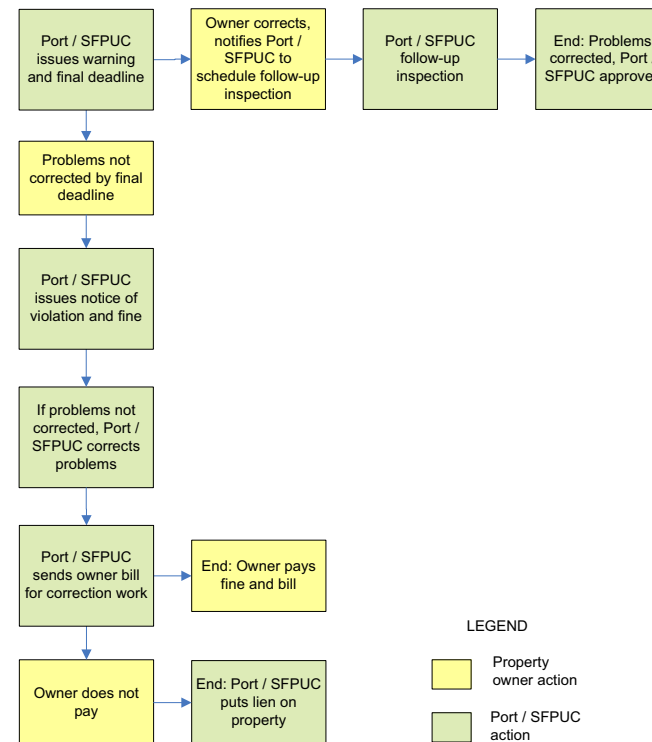 Port / SFPUC
issues warning
and final deadline
Owner corrects,
notifies Port /
SFPUC to
schedule follow-up
inspection
Port / SFPUC
follow-up
inspection
End: Problems
corrected, Port
SFPUC approve
Problems not
corrected by final
deadline
Port / SFPUC
issues notice of
violation and fine
If problems not
corrected, Port /
SFPUC corrects
problems
Port / SFPUC
sends owner bill
for correction work
End: Owner pays
fine and bill
Owner does not
pay
End: Port / SFPUC
puts lien on
property
LEGEND
Property
owner action
Port / SFPUC
action